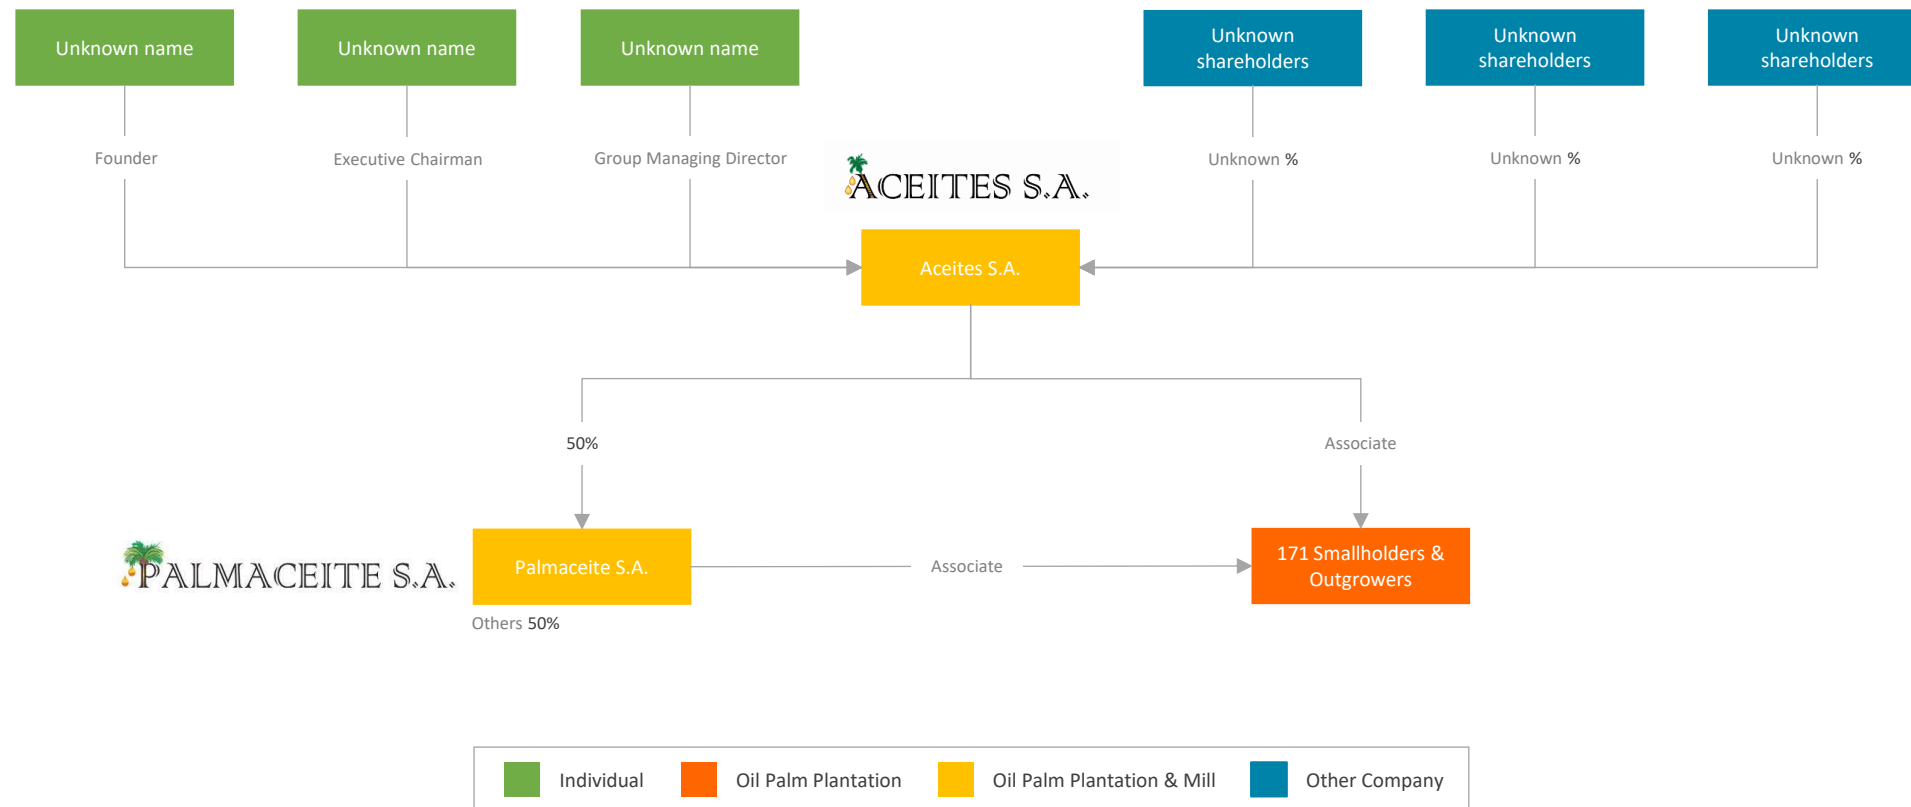 Unknown name
Unknown name
Unknown name
Unknown
shareholders
Unknown
shareholders
Unknown
shareholders
Founder
Executive Chairman
Group Managing Director
Unknown %
Unknown %
Unknown %
ACEITES S.A.
Aceites S.A.
50%
Associate
PALMACEITE S.A.
Palmaceite S.A.
Associate
171 Smallholders &
Outgrowers
Others 50%
Individual
Oil Palm Plantation
Oil Palm Plantation & Mill
Other Company